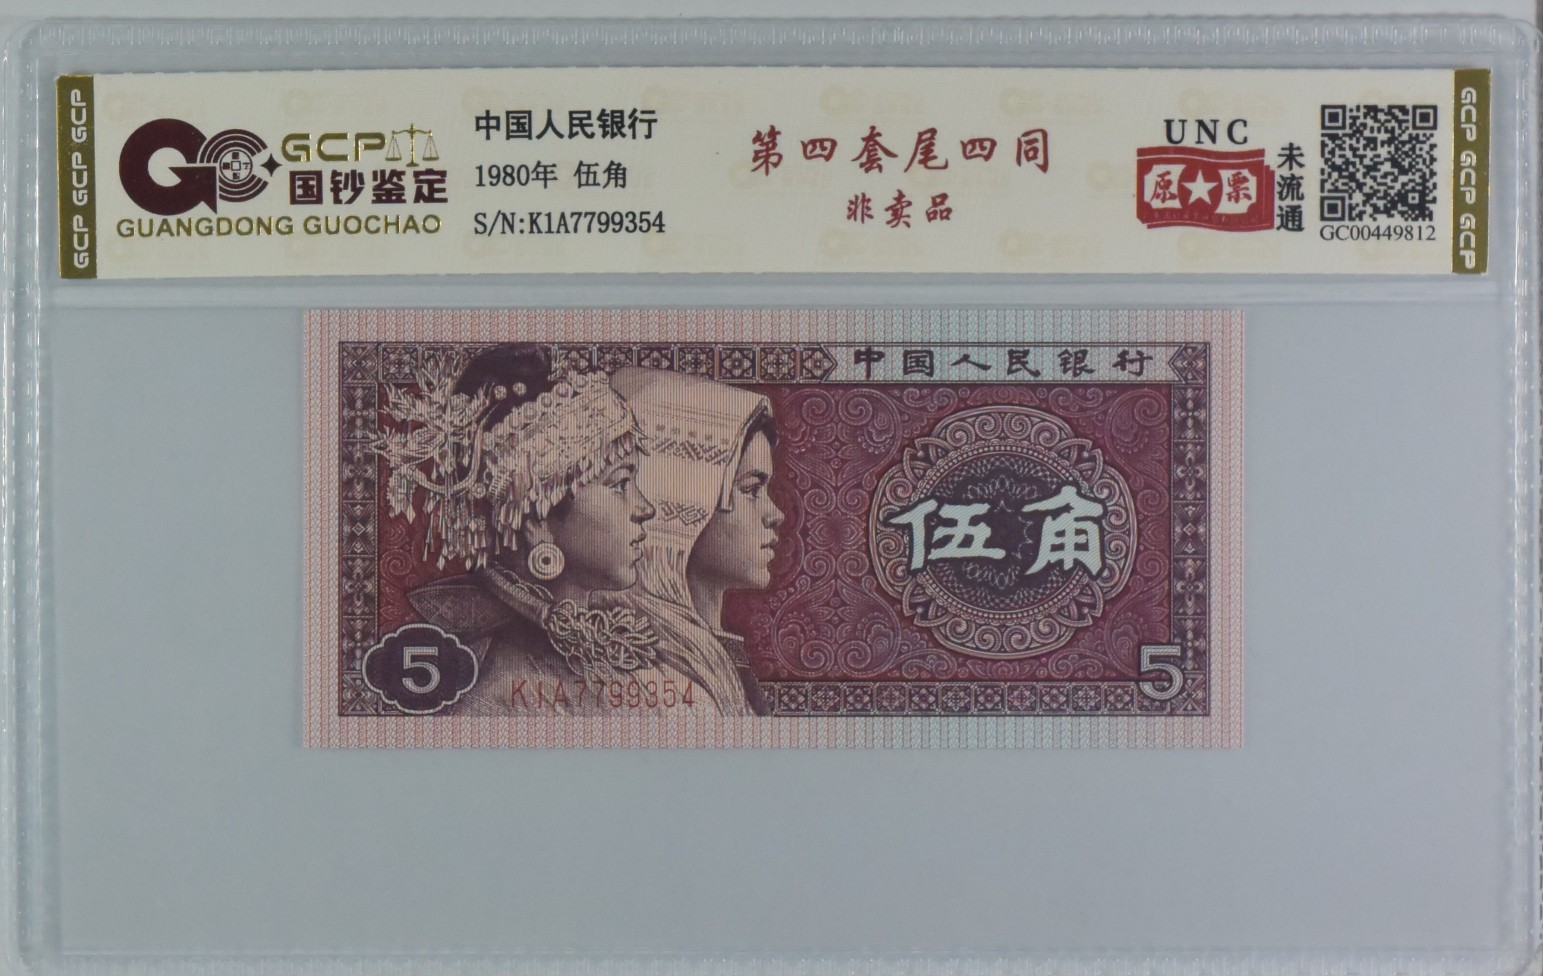 GCP GCP GCP
GCP
国钞鉴定
GUANGDONG GUOCHAO
中国人民银行
1980年 伍角
S/N:K1A7799354
第四套尾四同
非卖品
UNC
原★票
未流通
GC00449812
GCP GCP GCP
中国人民银行
伍角
5
K1A7799354
5